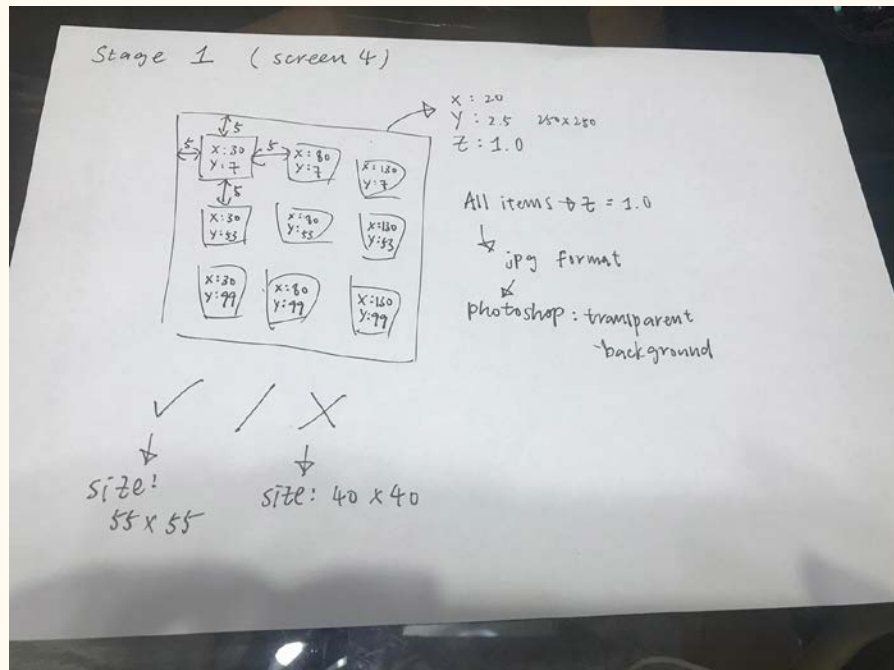 Stage 1 (screen 4)
X: 20
Y: 2.5 250x250
Z: 1.0
5
5 X:30 5 X:80 X:130
Y:7 Y:7 Y:7
5
X:30 X:80 X:130
Y:53 Y:53 Y:53
X:30 X:80 X:130
Y:99 Y:99 Y:99
All items → Z = 1.0
↓ jpg format
photoshop: transparent
background
✓ / X
size: size: 40 x 40
55 x 55